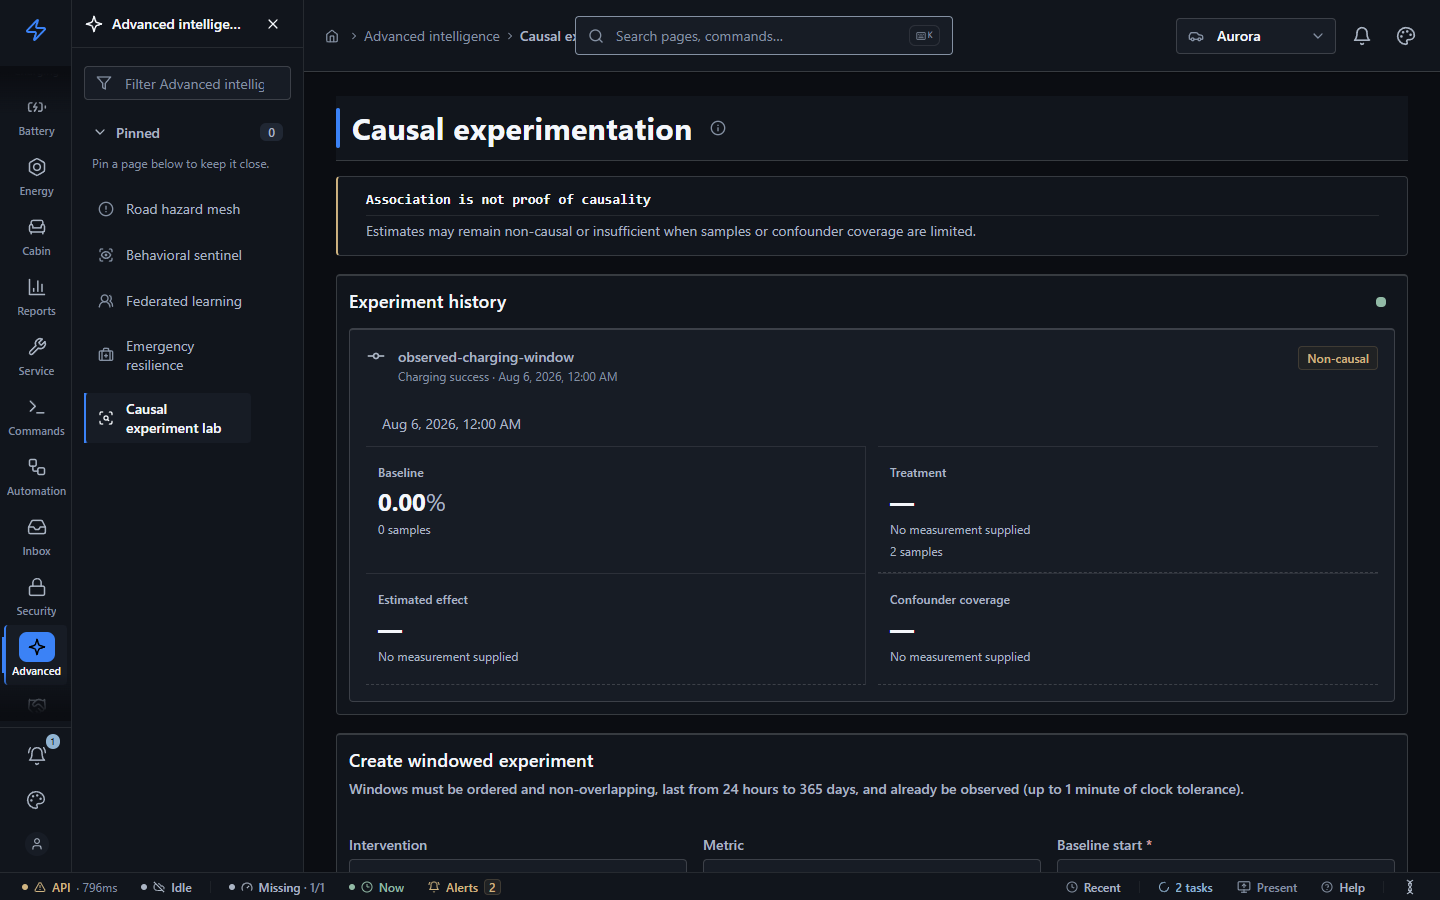 Advanced intellige...
Advanced intelligence
Causal ex
Search pages, commands...
K
Aurora
Filter Advanced intellig
Pinned
0
Pin a page below to keep it close.
Road hazard mesh
Behavioral sentinel
Federated learning
Emergency
resilience
Causal
experiment lab
Battery
Energy
Cabin
Reports
Service
Commands
Automation
Inbox
Security
Advanced
1
Causal experimentation
Association is not proof of causality
Estimates may remain non-causal or insufficient when samples or confounder coverage are limited.
Experiment history
observed-charging-window
Charging success · Aug 6, 2026, 12:00 AM
Non-causal
Aug 6, 2026, 12:00 AM
Baseline
0.00%
0 samples
Treatment
—
No measurement supplied
2 samples
Estimated effect
—
No measurement supplied
Confounder coverage
—
No measurement supplied
Create windowed experiment
Windows must be ordered and non-overlapping, last from 24 hours to 365 days, and already be observed (up to 1 minute of clock tolerance).
Intervention
Metric
Baseline start *
API · 796ms
Idle
Missing · 1/1
Now
Alerts 2
Recent
2 tasks
Present
Help